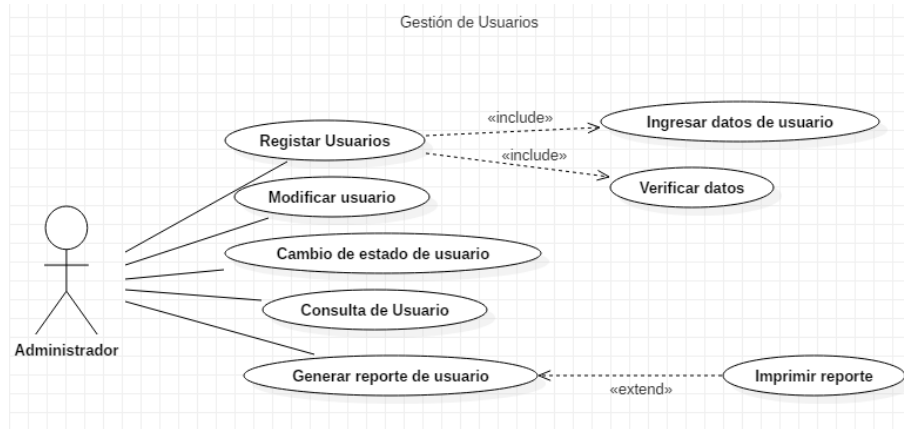 Gestión de Usuarios
«include»
Ingresar datos de usuario
Registar Usuarios
«include»
Verificar datos
Modificar usuario
Cambio de estado de usuario
Consulta de Usuario
Administrador
Generar reporte de usuario
«extend»
Imprimir reporte